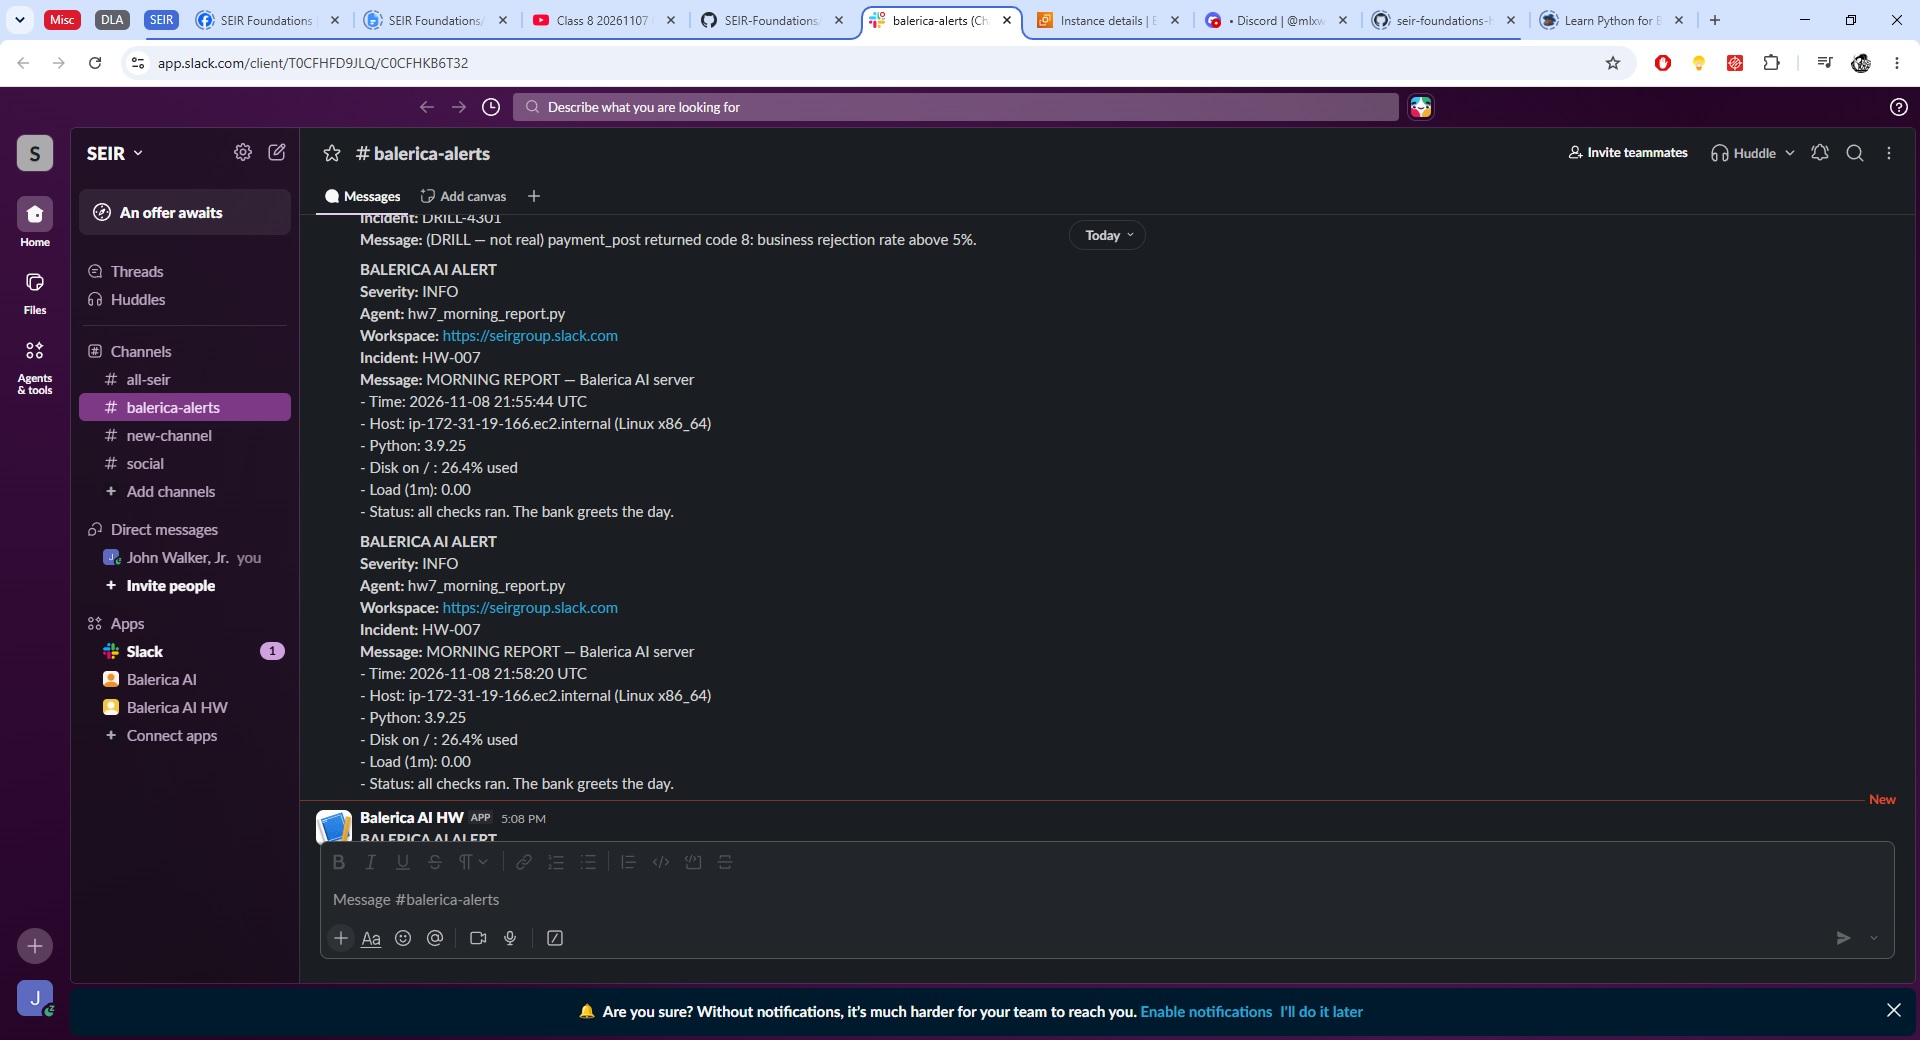 Misc
DLA
SEIR
SEIR Foundations
SEIR Foundations/
Class 8 20261107
SEIR-Foundations
balerica-alerts (Ch
Instance details | E
• Discord | @mlxw
seir-foundations-h
Learn Python for B
app.slack.com/client/T0CFHFD9JLQ/C0CFHKB6T32
Describe what you are looking for
S
Home
Files
Agents
& tools
J
SEIR
An offer awaits
Threads
Huddles
Channels
# all-seir
# balerica-alerts
# new-channel
# social
+ Add channels
Direct messages
John Walker, Jr. you
+ Invite people
Apps
Slack 1
Balerica AI
Balerica AI HW
+ Connect apps
# balerica-alerts
Invite teammates
Huddle
Messages
Add canvas
Incident: DRILL-4301
Message: (DRILL — not real) payment_post returned code 8: business rejection rate above 5%.
Today
BALERICA AI ALERT
Severity: INFO
Agent: hw7_morning_report.py
Workspace: https://seirgroup.slack.com
Incident: HW-007
Message: MORNING REPORT — Balerica AI server
- Time: 2026-11-08 21:55:44 UTC
- Host: ip-172-31-19-166.ec2.internal (Linux x86_64)
- Python: 3.9.25
- Disk on / : 26.4% used
- Load (1m): 0.00
- Status: all checks ran. The bank greets the day.
BALERICA AI ALERT
Severity: INFO
Agent: hw7_morning_report.py
Workspace: https://seirgroup.slack.com
Incident: HW-007
Message: MORNING REPORT — Balerica AI server
- Time: 2026-11-08 21:58:20 UTC
- Host: ip-172-31-19-166.ec2.internal (Linux x86_64)
- Python: 3.9.25
- Disk on / : 26.4% used
- Load (1m): 0.00
- Status: all checks ran. The bank greets the day.
New
Balerica AI HW APP 5:08 PM
BALERICA AI ALERT
Message #balerica-alerts
Aa
Are you sure? Without notifications, it's much harder for your team to reach you. Enable notifications I'll do it later